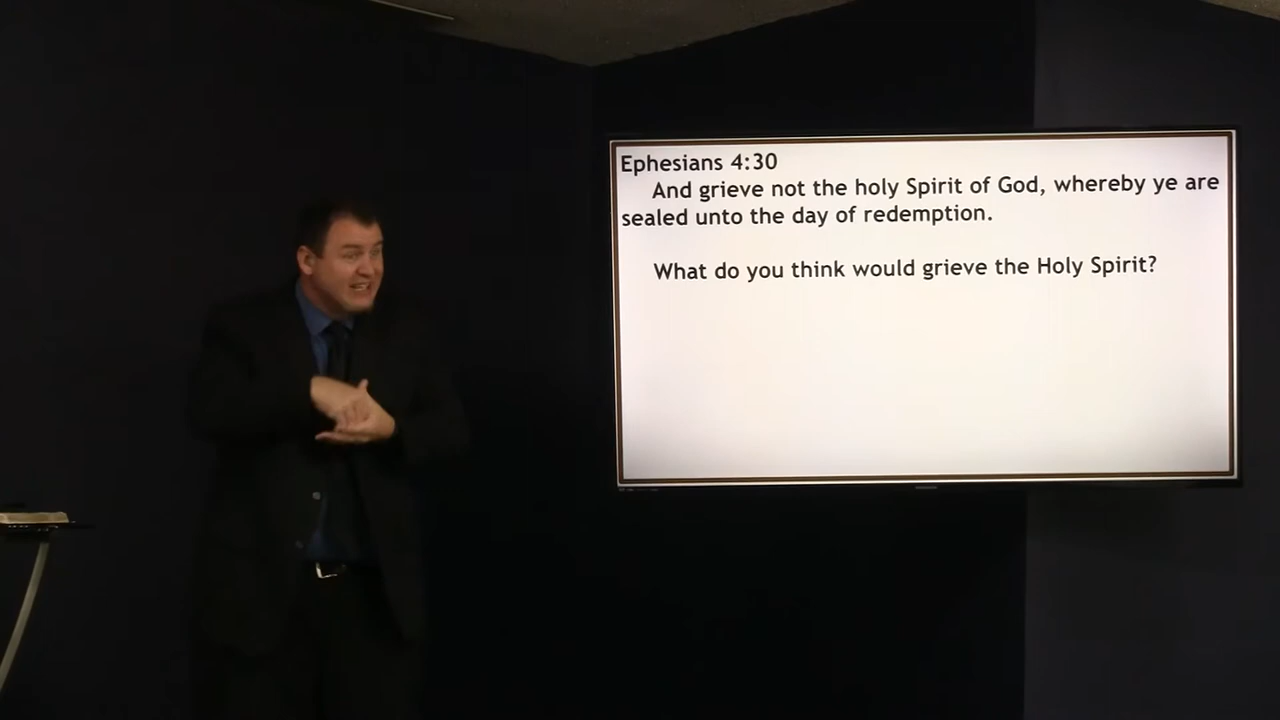 Ephesians 4:30
And grieve not the holy Spirit of God, whereby ye are
sealed unto the day of redemption.
What do you think would grieve the Holy Spirit?